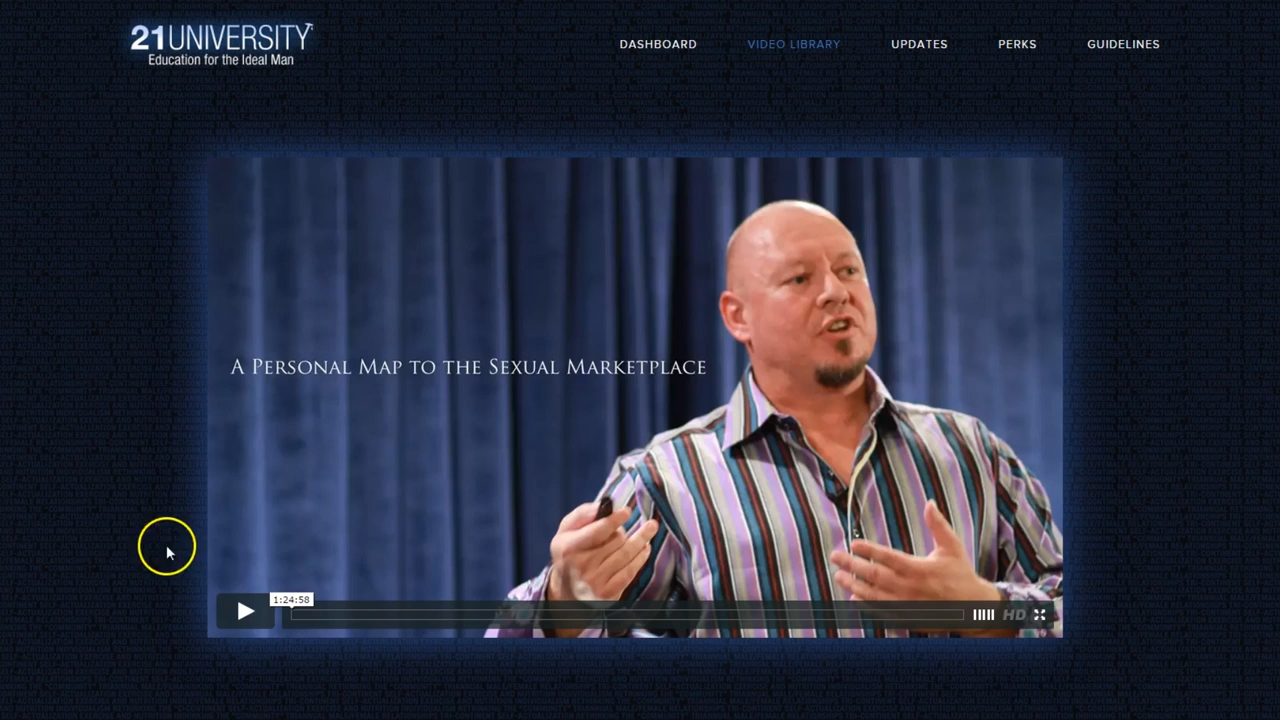 21UNIVERSITY
Education for the Ideal Man
DASHBOARD
VIDEO LIBRARY
UPDATES
PERKS
GUIDELINES
A Personal Map to the Sexual Marketplace
1:24:58
HD